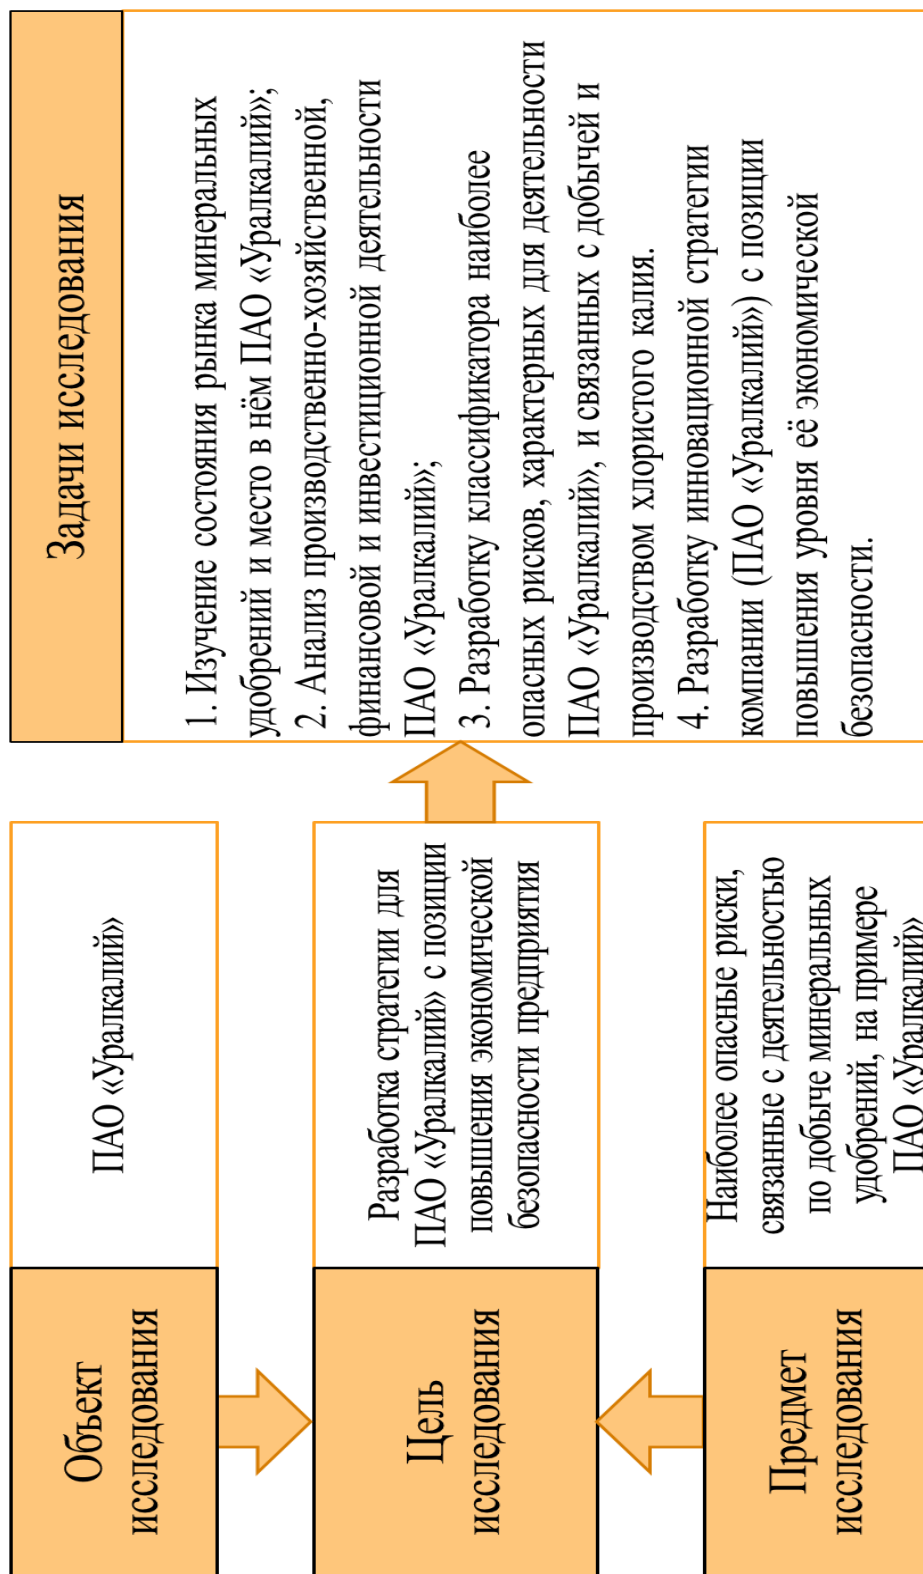 Объект
исследования
ПАО «Уралкалий»
Цель
исследования
Разработка стратегии для
ПАО «Уралкалий» с позиции
повышения экономической
безопасности предприятия
Предмет
исследования
Наиболее опасные риски,
связанные с деятельностью
по добыче минеральных
удобрений, на примере
ПАО «Уралкалий»
Задачи исследования
1. Изучение состояния рынка минеральных
удобрений и место в нём ПАО «Уралкалий»;
2. Анализ производственно-хозяйственной,
финансовой и инвестиционной деятельности
ПАО «Уралкалий»;
3. Разработку классификатора наиболее
опасных рисков, характерных для деятельности
ПАО «Уралкалий», и связанных с добычей и
производством хлористого калия.
4. Разработку инновационной стратегии
компании (ПАО «Уралкалий») с позиции
повышения уровня её экономической
безопасности.